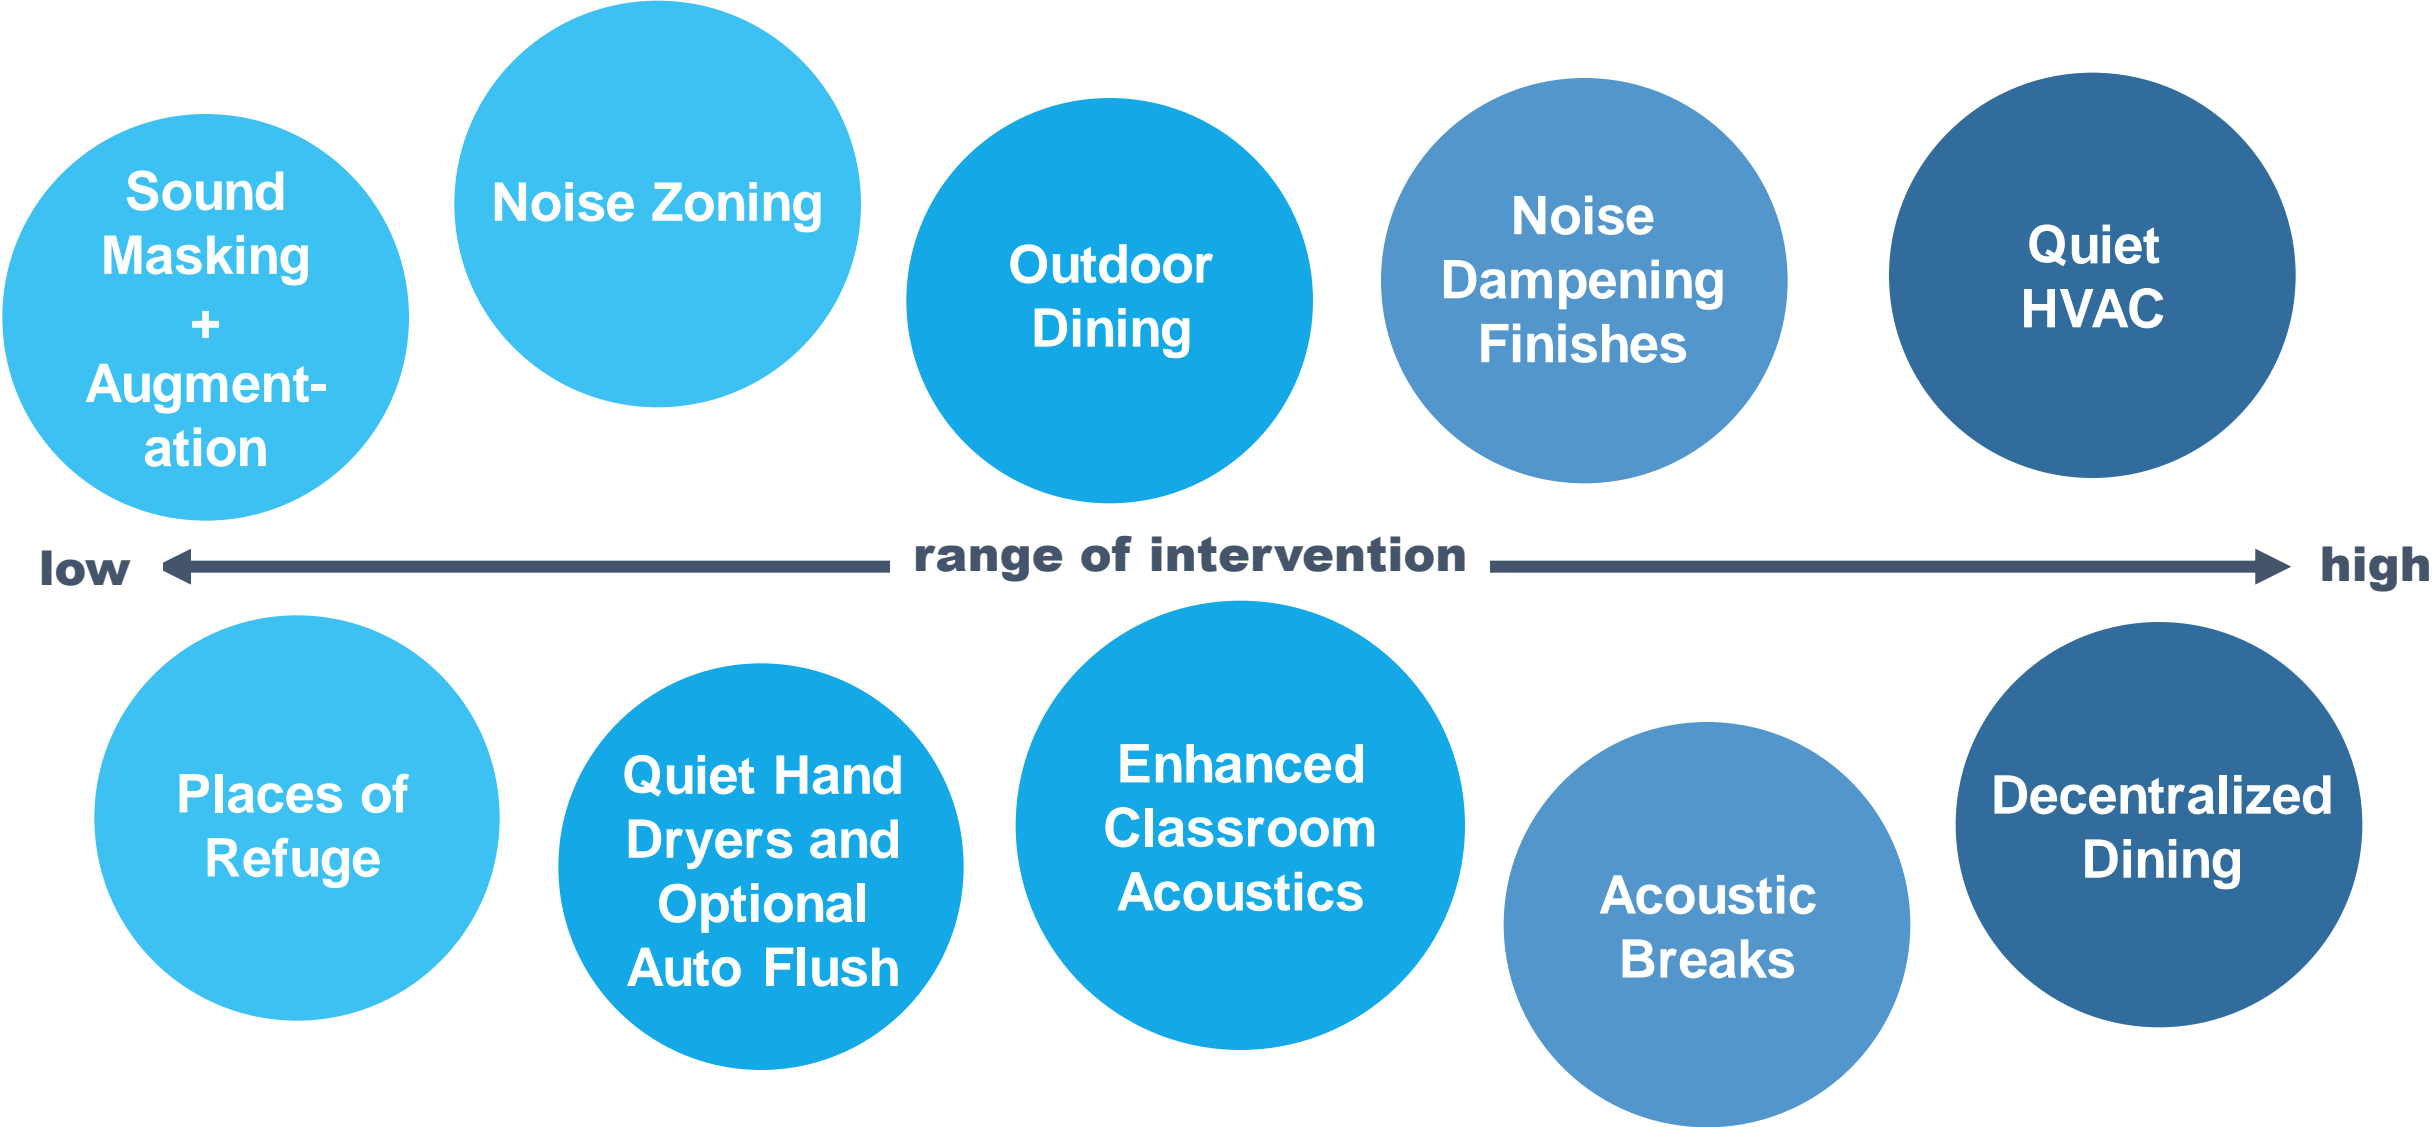 Sound
Masking
+
Augment-
ation
Noise Zoning
Outdoor
Dining
Noise
Dampening
Finishes
Quiet
HVAC
low
range of intervention
high
Places of
Refuge
Quiet Hand
Dryers and
Optional
Auto Flush
Enhanced
Classroom
Acoustics
Acoustic
Breaks
Decentralized
Dining